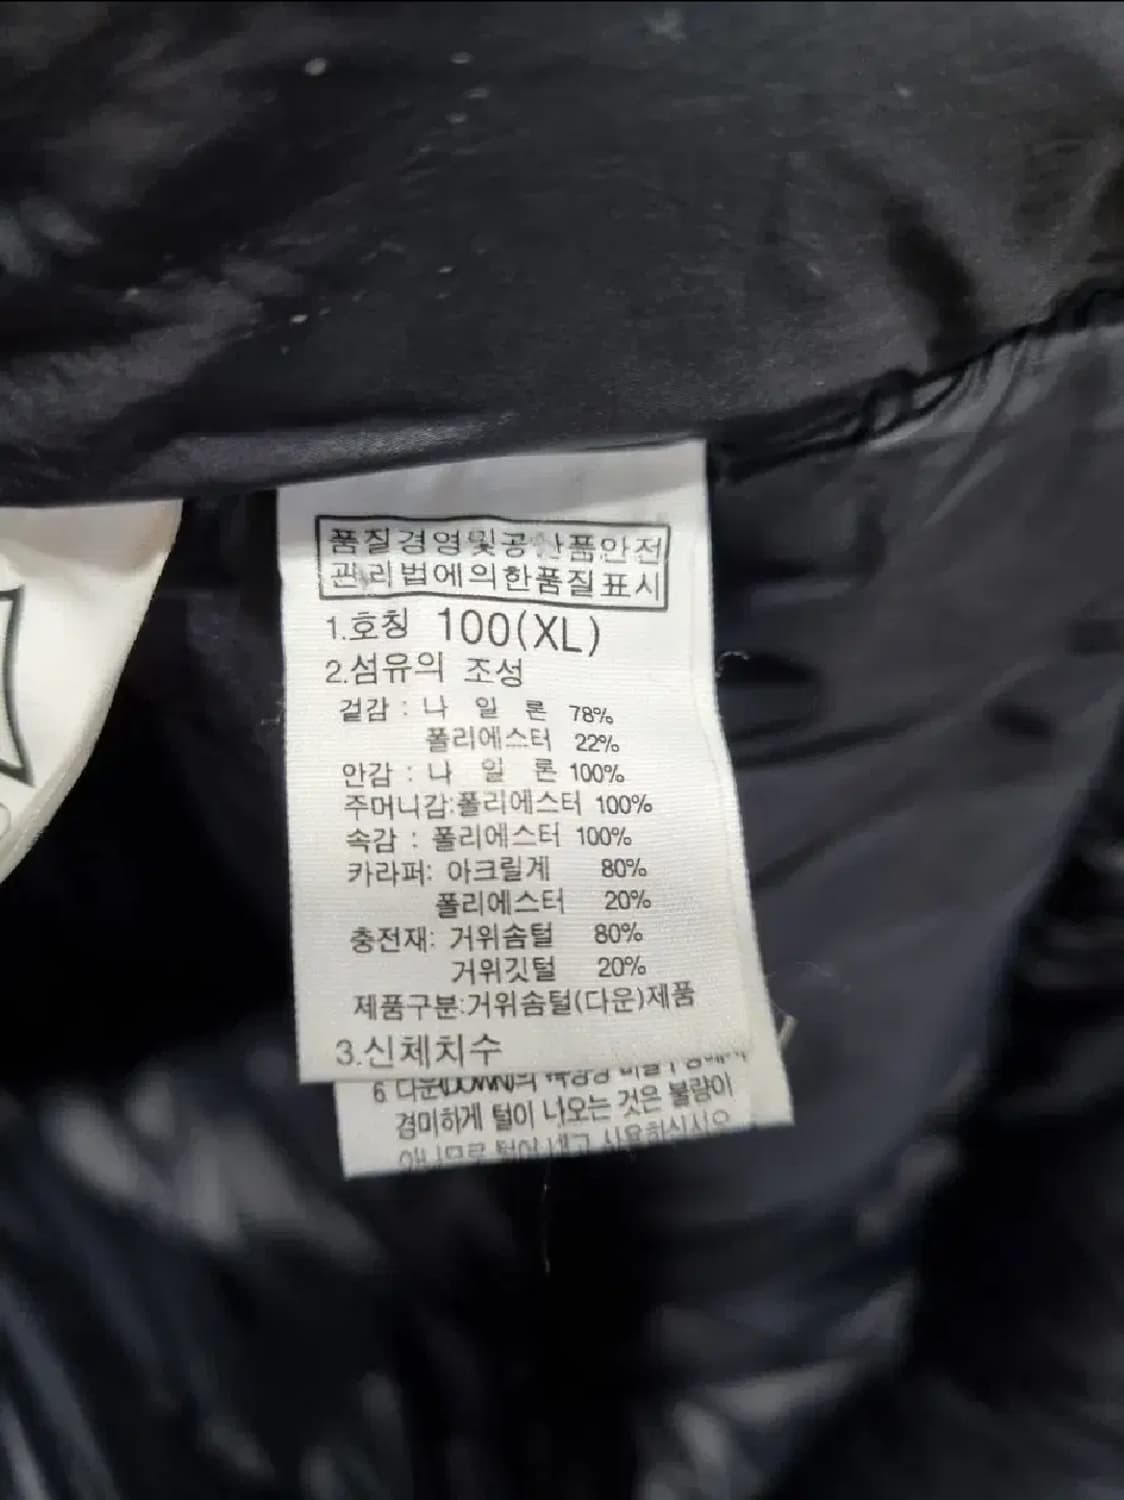 품질경영및공산품안전
관리법에의한품질표시
1.호칭 100(XL)
2.섬유의 조성
겉감 : 나 일 론 78%
폴리에스터 22%
안감 : 나 일 론 100%
주머니감:폴리에스터 100%
속감 : 폴리에스터 100%
카라퍼: 아크릴계 80%
폴리에스터 20%
충전재: 거위솜털 80%
거위깃털 20%
제품구분:거위솜털(다운)제품
3.신체치수
6. 다운(DOWN)의
경미하게 털이 나오는 것은 불량이